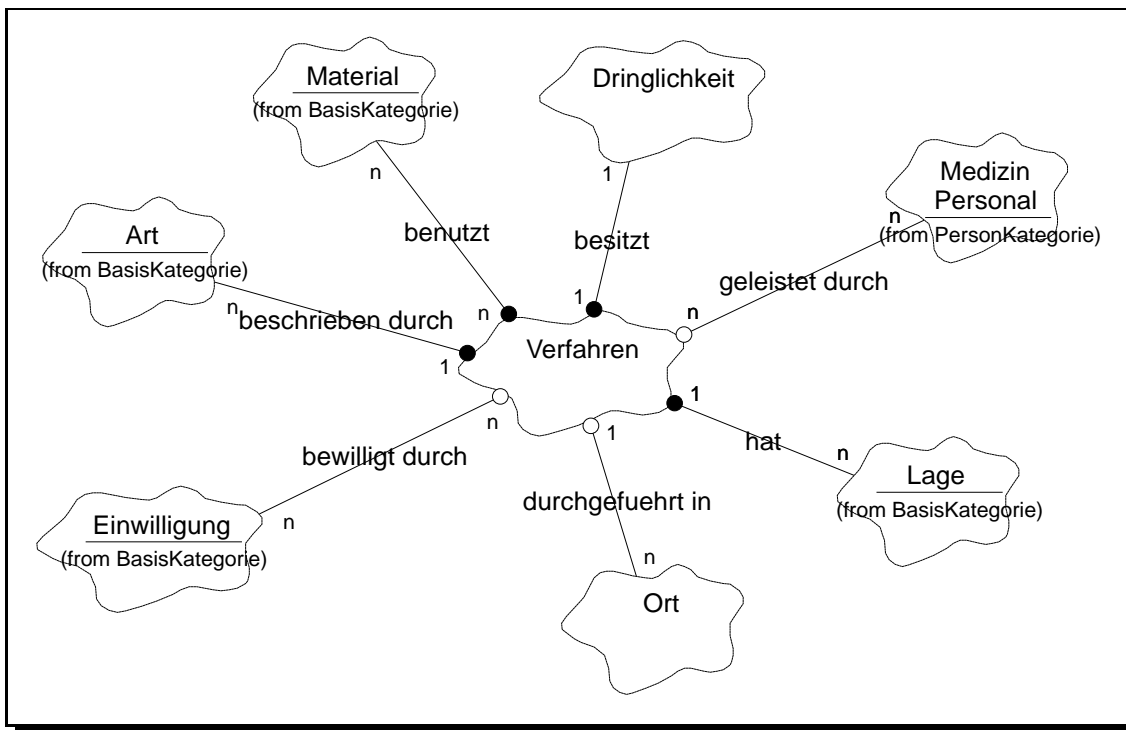 Material
(from BasisKategorie)
n
benutzt
n
Dringlichkeit
1
besitzt
1
Medizin
Personal
(from PersonKategorie)
n
geleistet durch
n
Art
(from BasisKategorie)
n
beschrieben durch
1
Verfahren
1
hat
n
Lage
(from BasisKategorie)
n
bewilligt durch
n
Einwilligung
(from BasisKategorie)
1
durchgefuehrt in
n
Ort